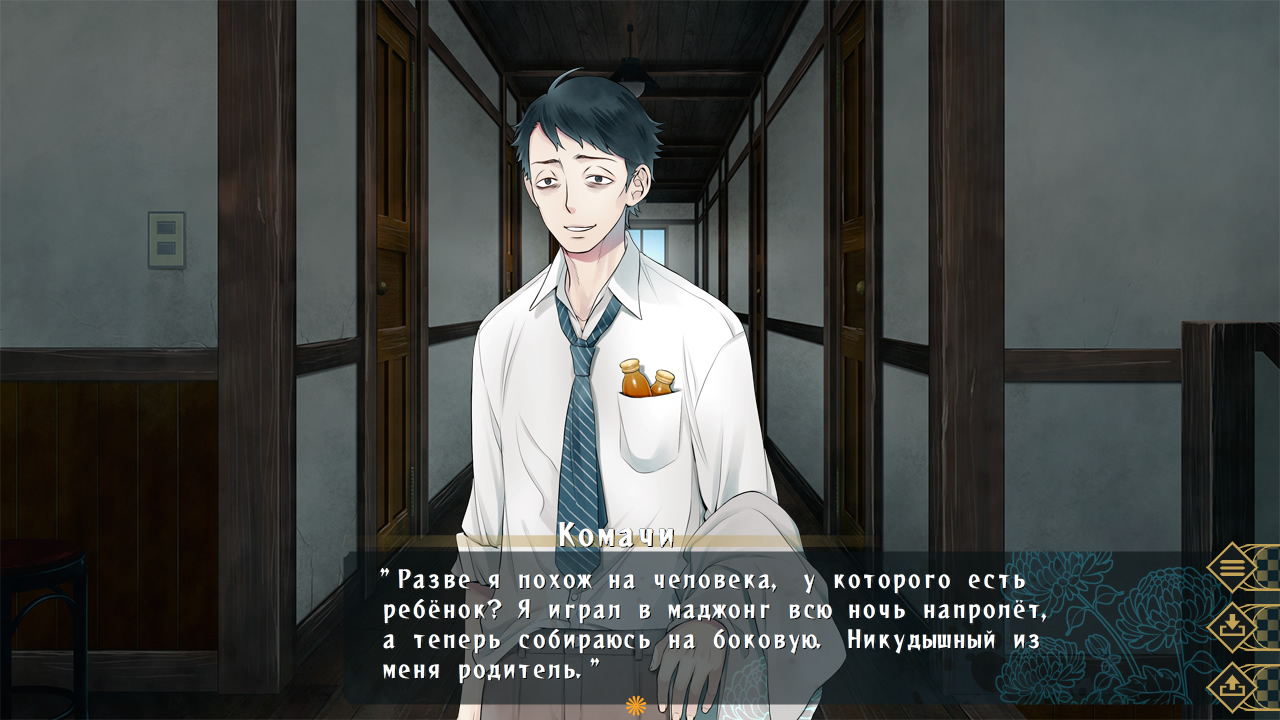 Комачи
"Разве я похож на человека, у которого есть
ребёнок? Я играл в маджонг всю ночь напролёт,
а теперь собираюсь на боковую. Никудышный из
меня родитель."